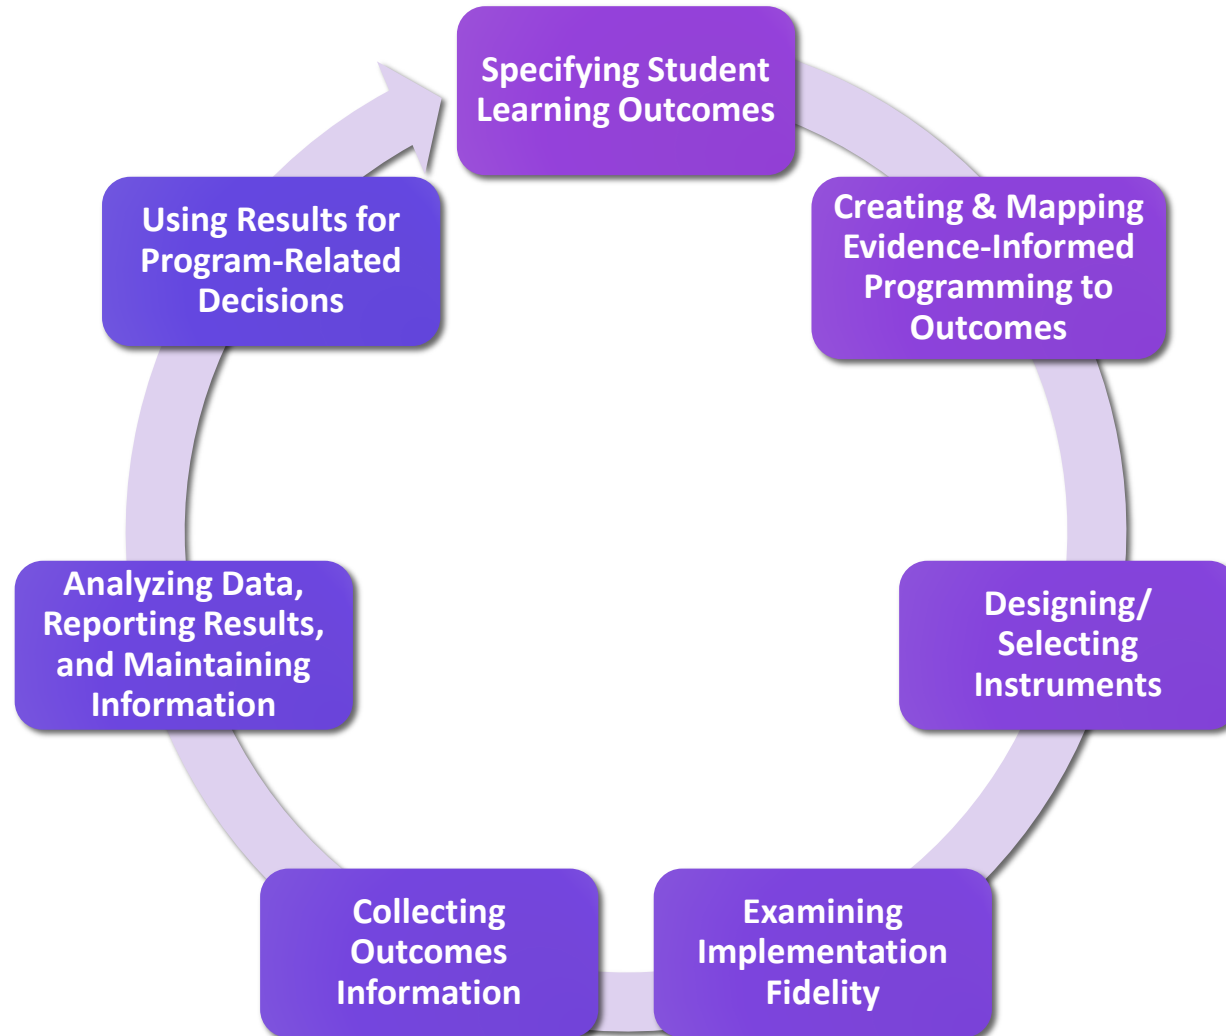 Specifying Student
Learning Outcomes
Creating & Mapping
Evidence-Informed
Programming to
Outcomes
Designing/
Selecting
Instruments
Examining
Implementation
Fidelity
Collecting
Outcomes
Information
Analyzing Data,
Reporting Results,
and Maintaining
Information
Using Results for
Program-Related
Decisions